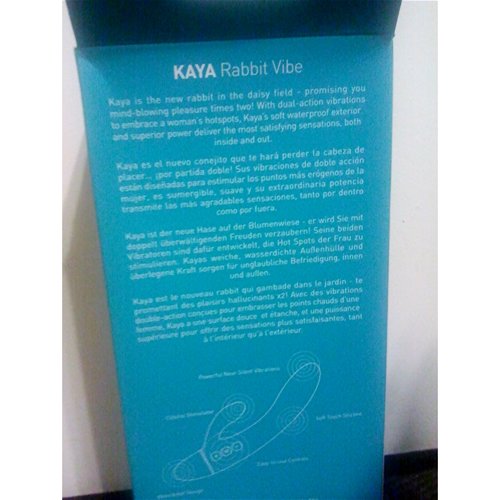 KAYA Rabbit Vibe
Kaya is the new rabbit in the daisy field - promising you
mind-blowing pleasure times two! With dual-action vibrations
to embrace a woman's hotspots, Kaya's soft waterproof exterior
and superior power deliver the most satisfying sensations, both
inside and out.
Kaya es el nuevo conejito que te hará perder la cabeza de
placer... ¡por partida doble! Sus vibraciones de doble acción
están diseñadas para estimular los puntos más erógenos de la
mujer, es sumergible, suave y su extraordinaria potencia
transmite las más agradables sensaciones, tanto por dentro
como por fuera.
Kaya ist der neue Hase auf der Blumenwiese - er wird Sie mit
doppelt überwältigenden Freuden verzaubern! Seine beiden
Vibratoren sind dafür entwickelt, die Hot Spots der Frau zu
stimulieren. Kayas weiche, wasserdichte Außenhülle und
überlegene Kraft sorgen für unglaubliche Befriedigung, innen
und außen.
Kaya est le nouveau rabbit qui gambade dans le jardin - te
promettant des plaisirs hallucinants x2! Avec des vibrations
double-action conçues pour embrasser les points chauds d'une
femme, Kaya a une surface douce et étanche, et une puissance
supérieure pour offrir des sensations plus satisfaisantes, tant
à l'intérieur qu'à l'extérieur.
Powerful Near Silent Vibrations
Clitoral Stimulator
Soft Touch Silicone
Easy to Use Controls
Waterproof Design